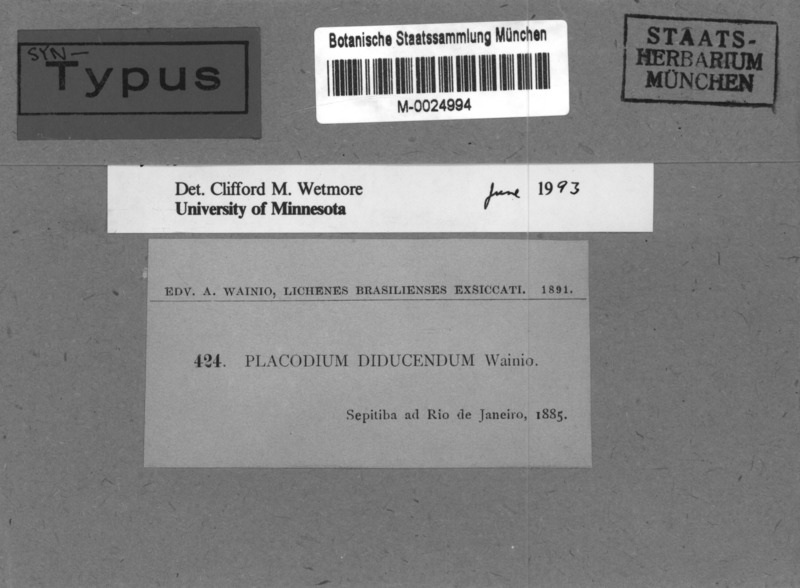 SYN-
Typus
Botanische Staatssammlung München
M-0024994
STAATS-
HERBARIUM
MÜNCHEN
Det. Clifford M. Wetmore
June 1993
University of Minnesota
EDV. A. WAINIO, LICHENES BRASILIENSES EXSICCATI. 1891.
424. PLACODIUM DIDUCENDUM Wainio.
Sepitiba ad Rio de Janeiro, 1885.